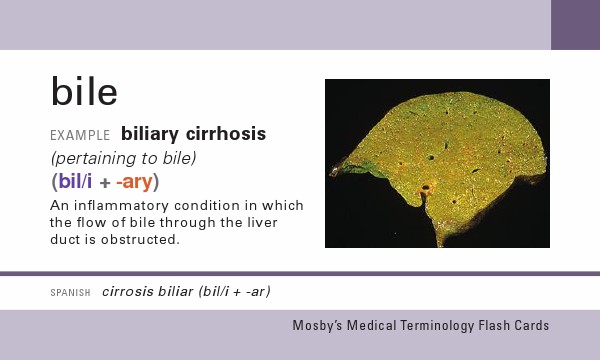 bile
EXAMPLE biliary cirrhosis
(pertaining to bile)
(bil/i + -ary)
An inflammatory condition in which
the flow of bile through the liver
duct is obstructed.
SPANISH cirrosis biliar (bil/i + -ar)
Mosby's Medical Terminology Flash Cards